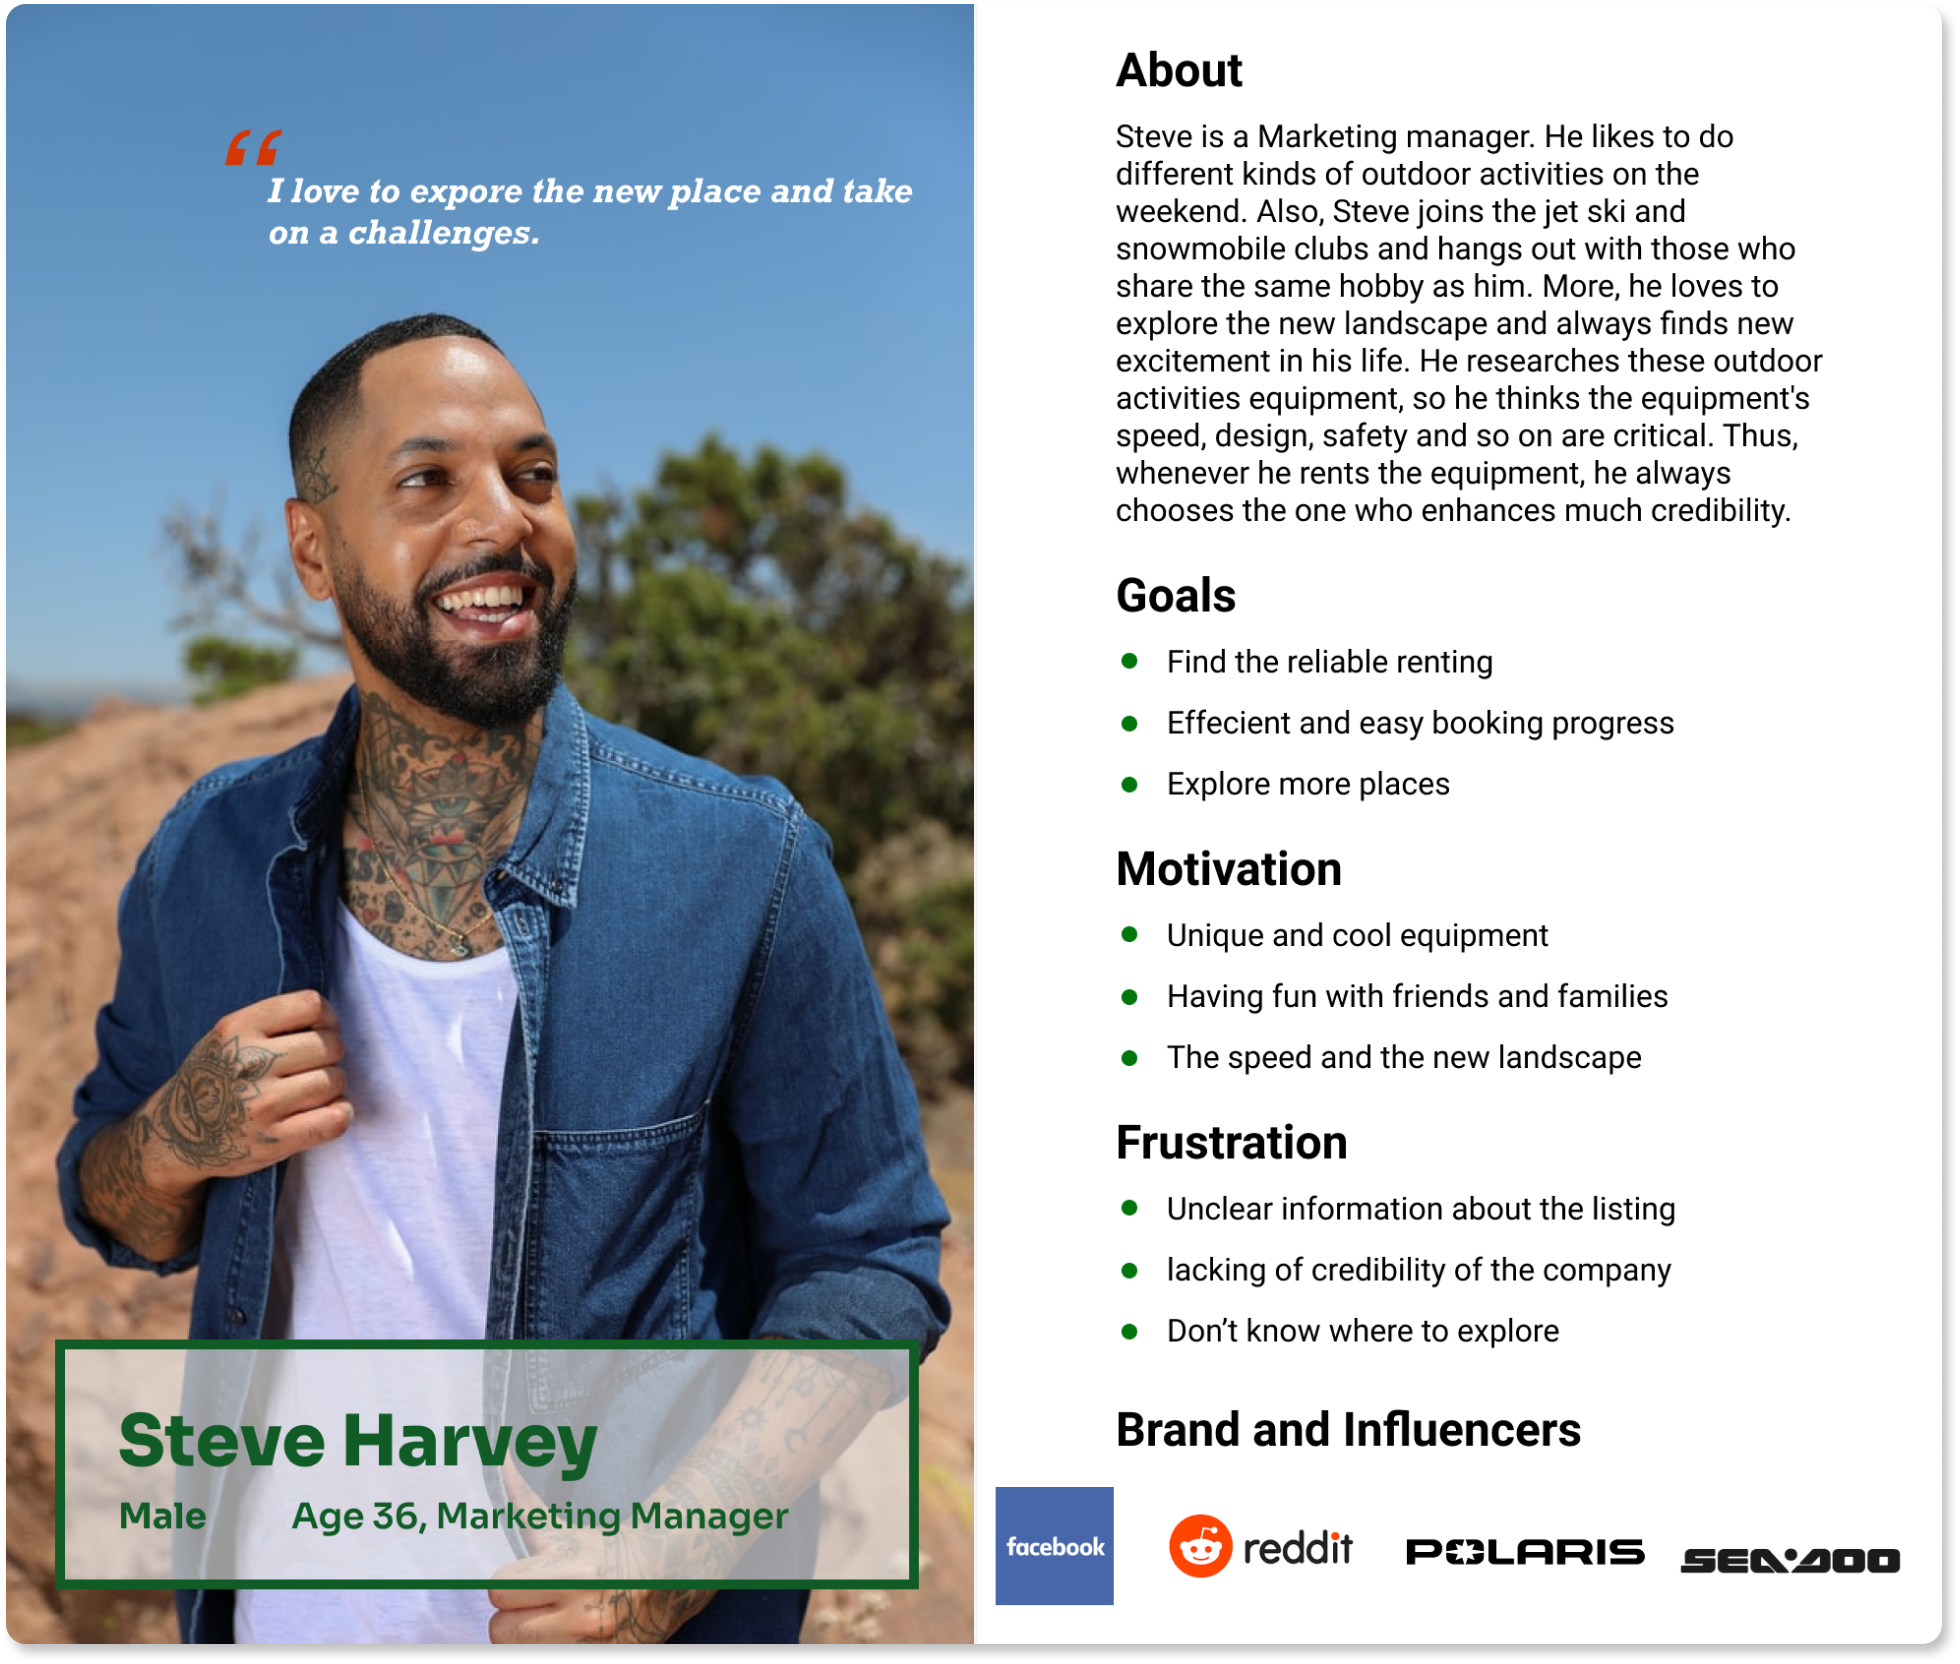 “
I love to expore the new place and take
on a challenges.
Steve Harvey
Male Age 36, Marketing Manager
About
Steve is a Marketing manager. He likes to do
different kinds of outdoor activities on the
weekend. Also, Steve joins the jet ski and
snowmobile clubs and hangs out with those who
share the same hobby as him. More, he loves to
explore the new landscape and always finds new
excitement in his life. He researches these outdoor
activities equipment, so he thinks the equipment's
speed, design, safety and so on are critical. Thus,
whenever he rents the equipment, he always
chooses the one who enhances much credibility.
Goals
Find the reliable renting
Effecient and easy booking progress
Explore more places
Motivation
Unique and cool equipment
Having fun with friends and families
The speed and the new landscape
Frustration
Unclear information about the listing
lacking of credibility of the company
Don’t know where to explore
Brand and Influencers
facebook reddit POLARIS SEA-DOO